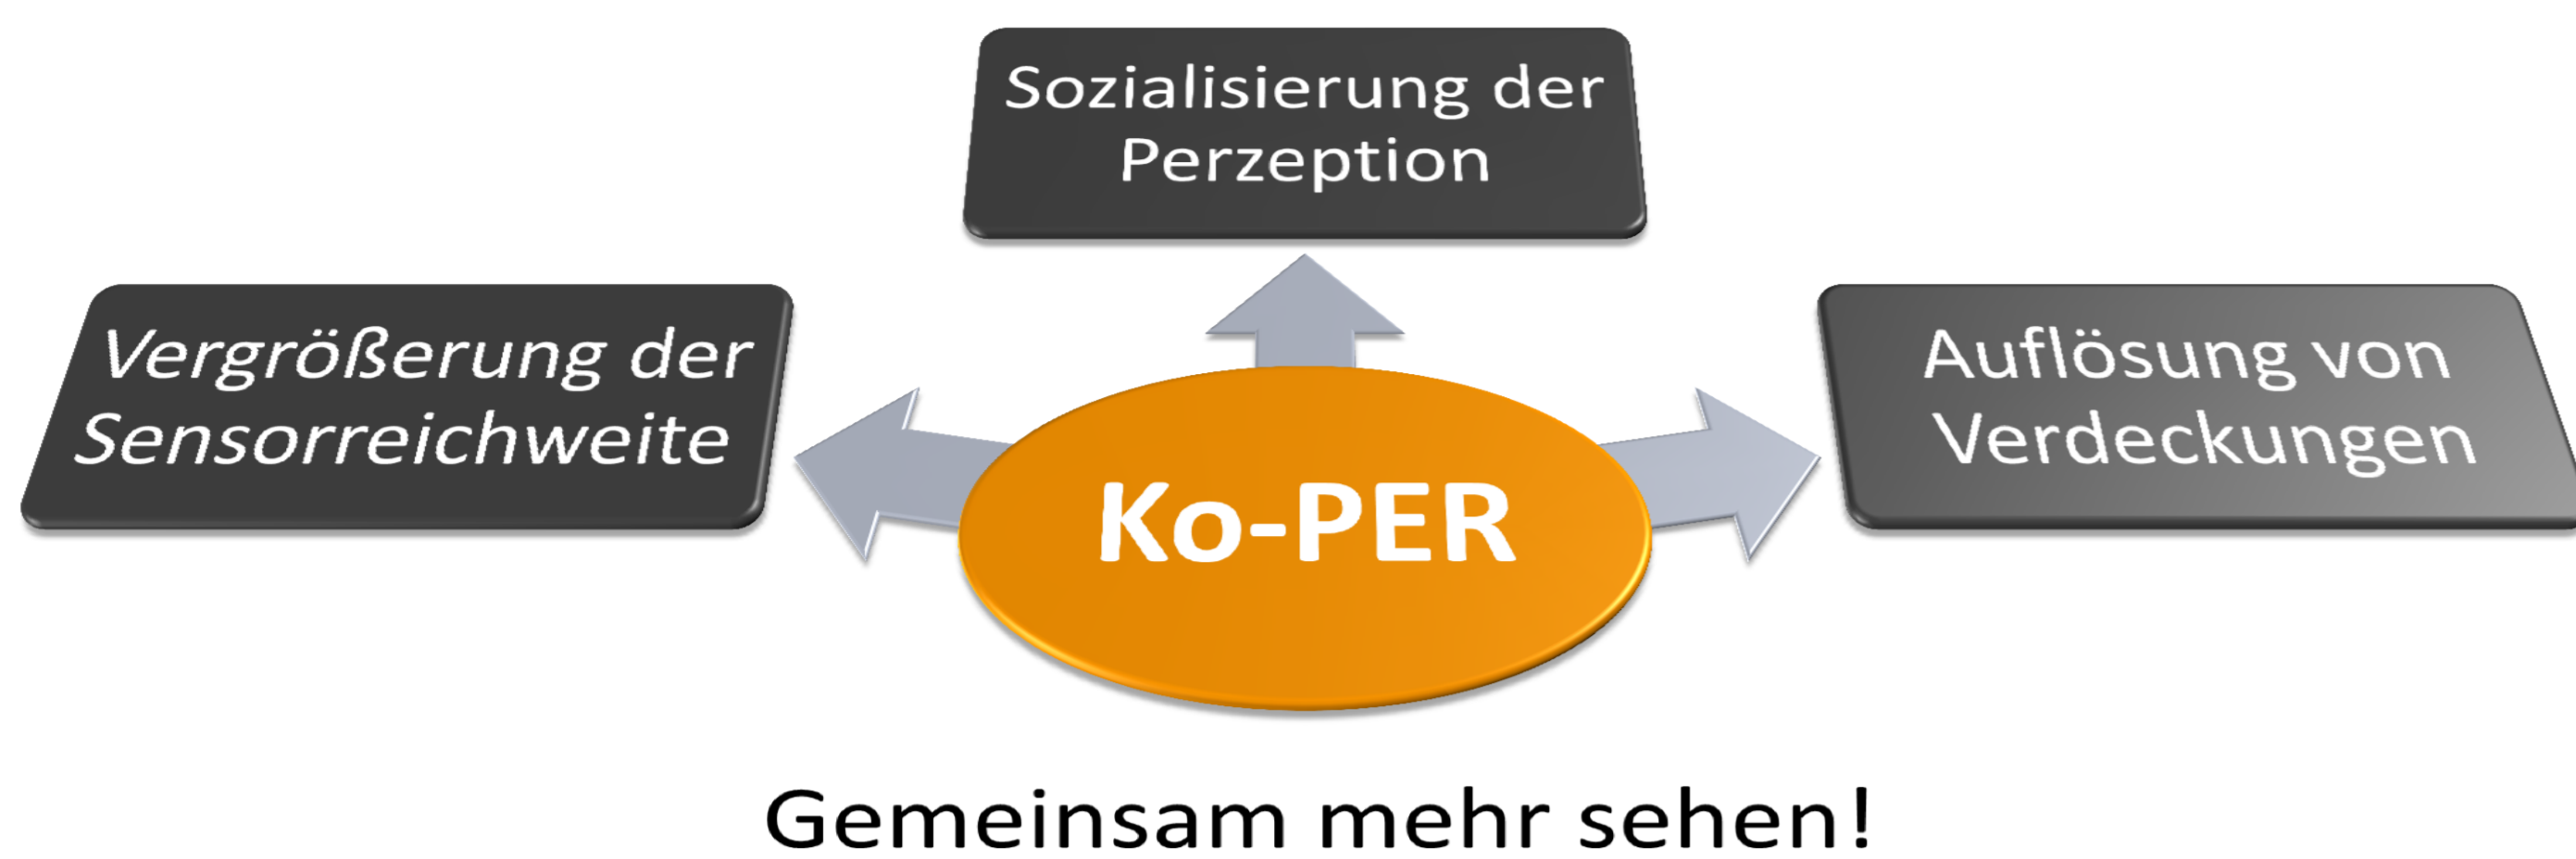 Sozialisierung der
Perzeption
Vergrößerung der
Sensorreichweite
Auflösung von
Verdeckungen
Ko-PER
Gemeinsam mehr sehen!